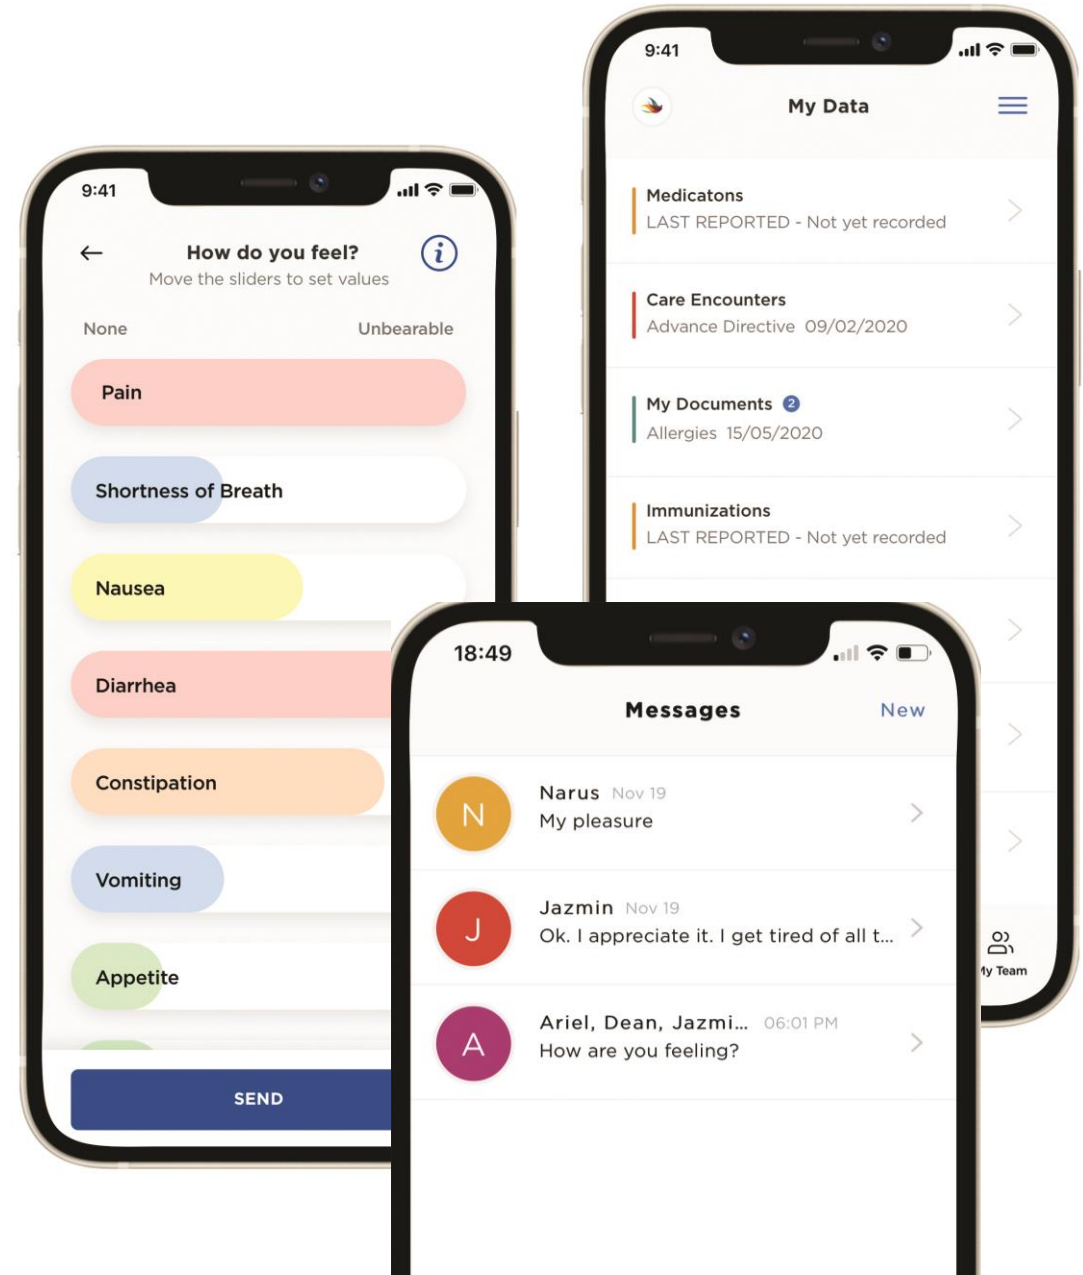 9:41
How do you feel?
Move the sliders to set values
None Unbearable
Pain
Shortness of Breath
Nausea
Diarrhea
Constipation
Vomiting
Appetite
SEND
9:41
My Data
Medicatons
LAST REPORTED - Not yet recorded
Care Encounters
Advance Directive 09/02/2020
My Documents 2
Allergies 15/05/2020
Immunizations
LAST REPORTED - Not yet recorded
My Team
18:49
Messages New
N
Narus Nov 19
My pleasure
J
Jazmin Nov 19
Ok. I appreciate it. I get tired of all t...
A
Ariel, Dean, Jazmi... 06:01 PM
How are you feeling?